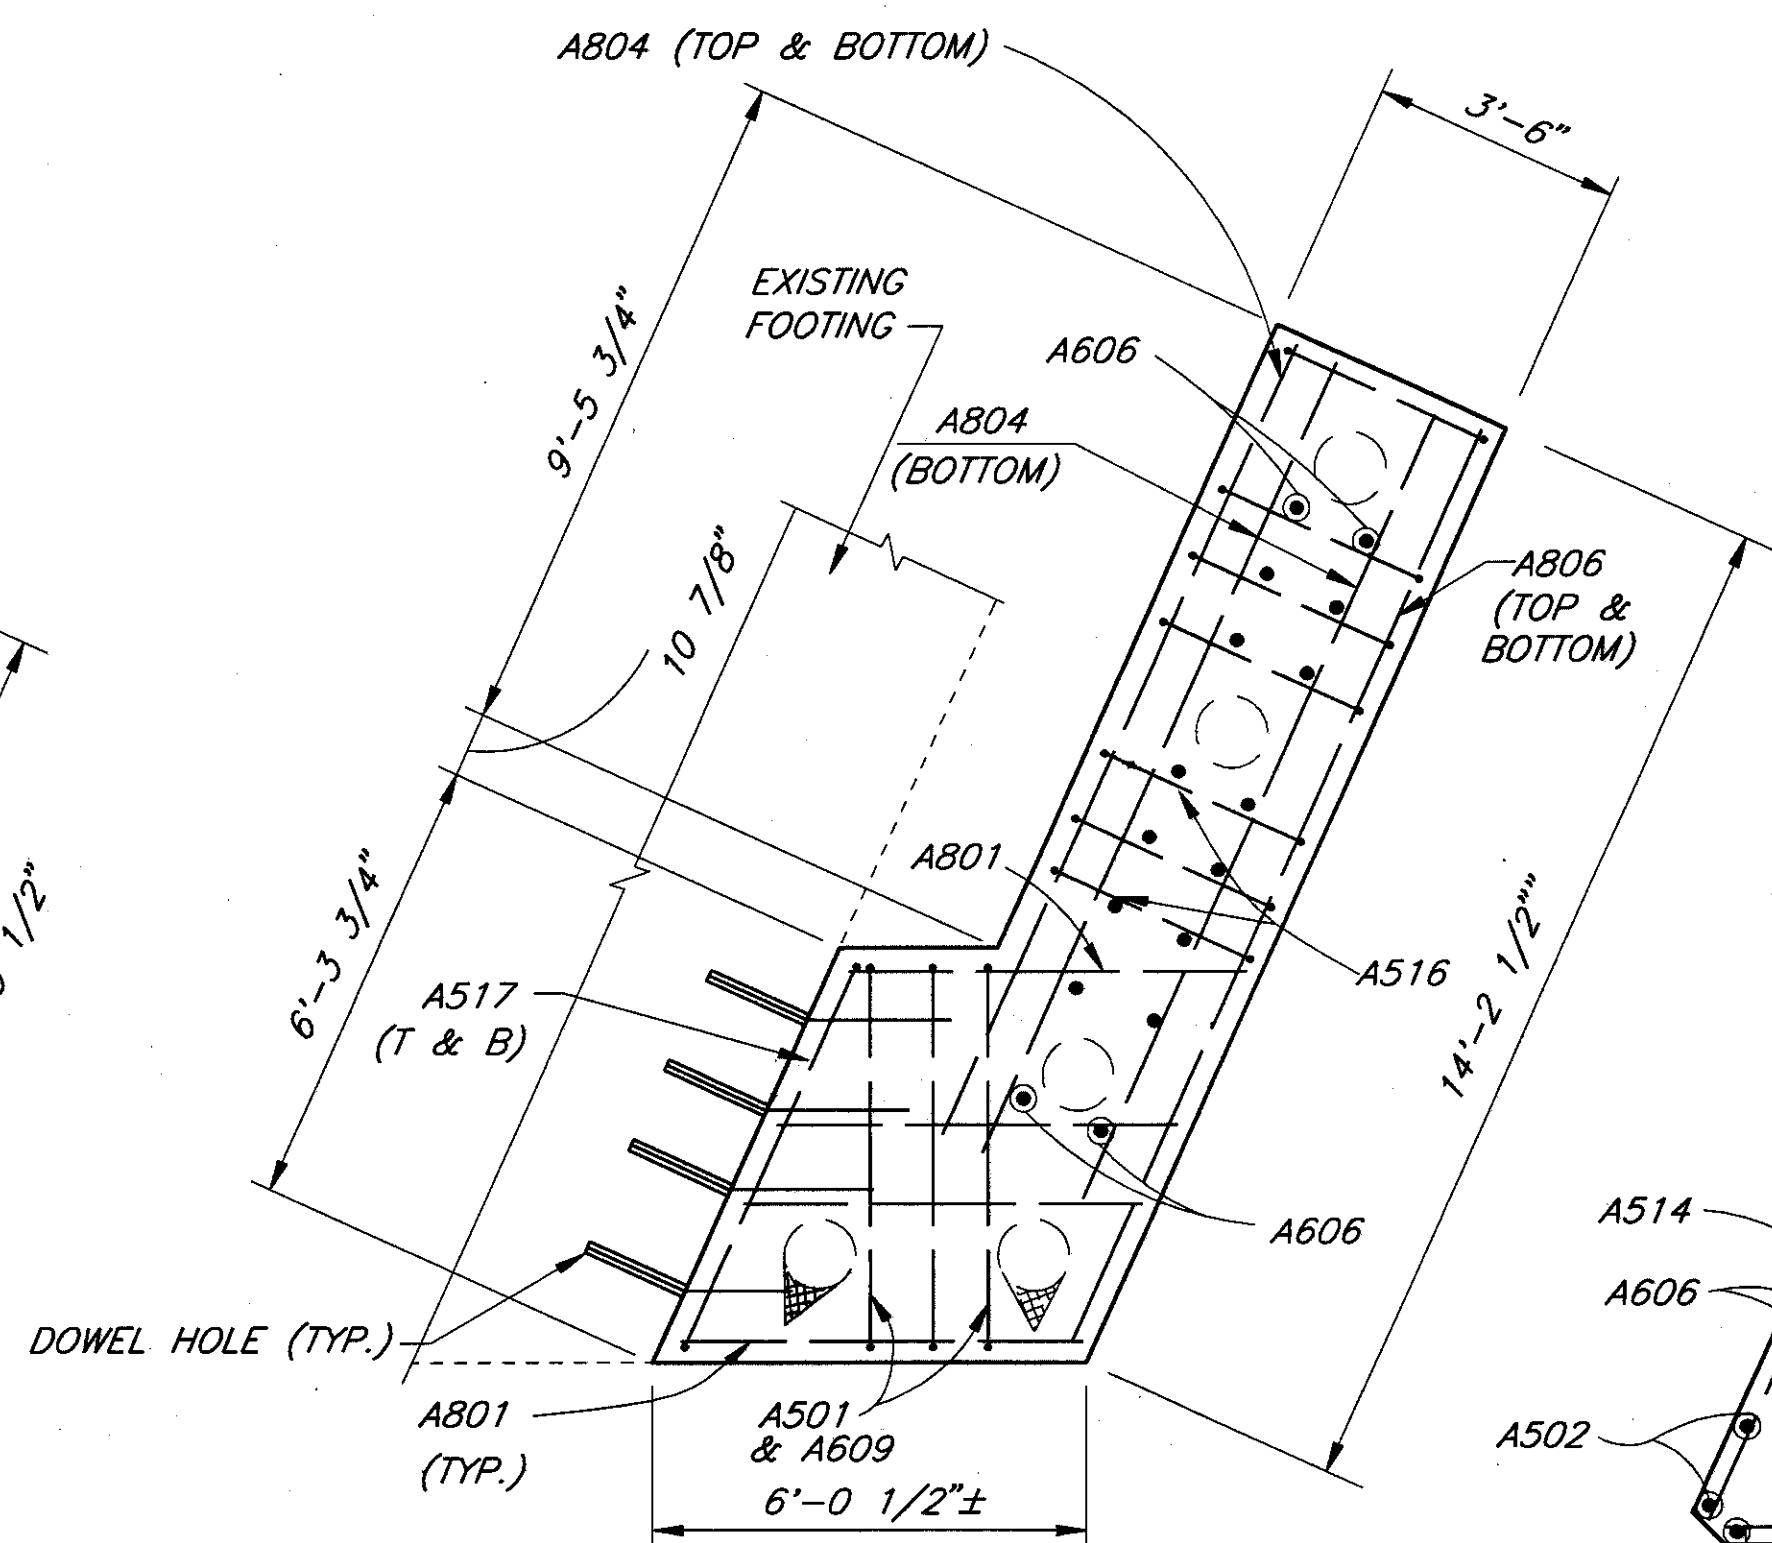 A804 (TOP & BOTTOM)
3'-6"
EXISTING
FOOTING
A606
9'-5 3/4"
A804
(BOTTOM)
10 7/8"
A806
(TOP &
BOTTOM)
A801
6'-3 3/4"
1/2"
A517
(T & B)
A516
14'-2 1/2""
A514
A606
A606
DOWEL HOLE (TYP.)
A801
(TYP.)
A501
& A609
A502
6'-0 1/2"±